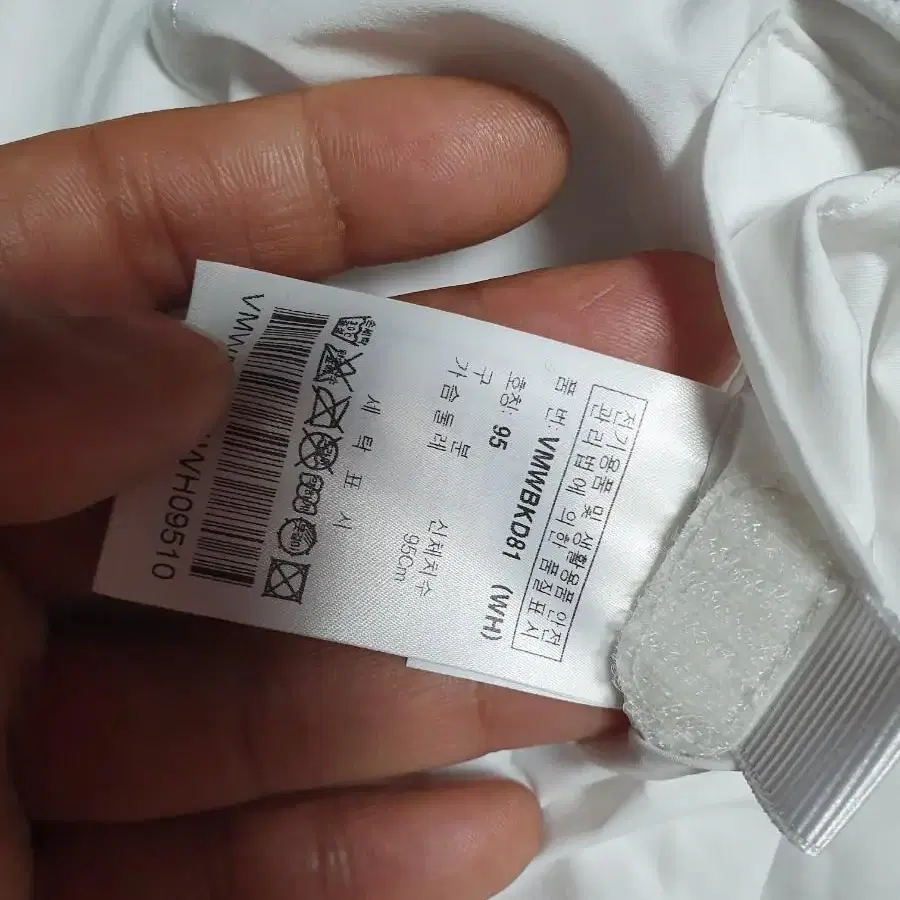 전기용품 및 생활용품 안전
관리법에 의한 품질표시
품 번: VMWBKD81 (WH)
호칭: 95
구 분 신체치수
가슴둘레 95Cm
세 탁 표 시
WH09510